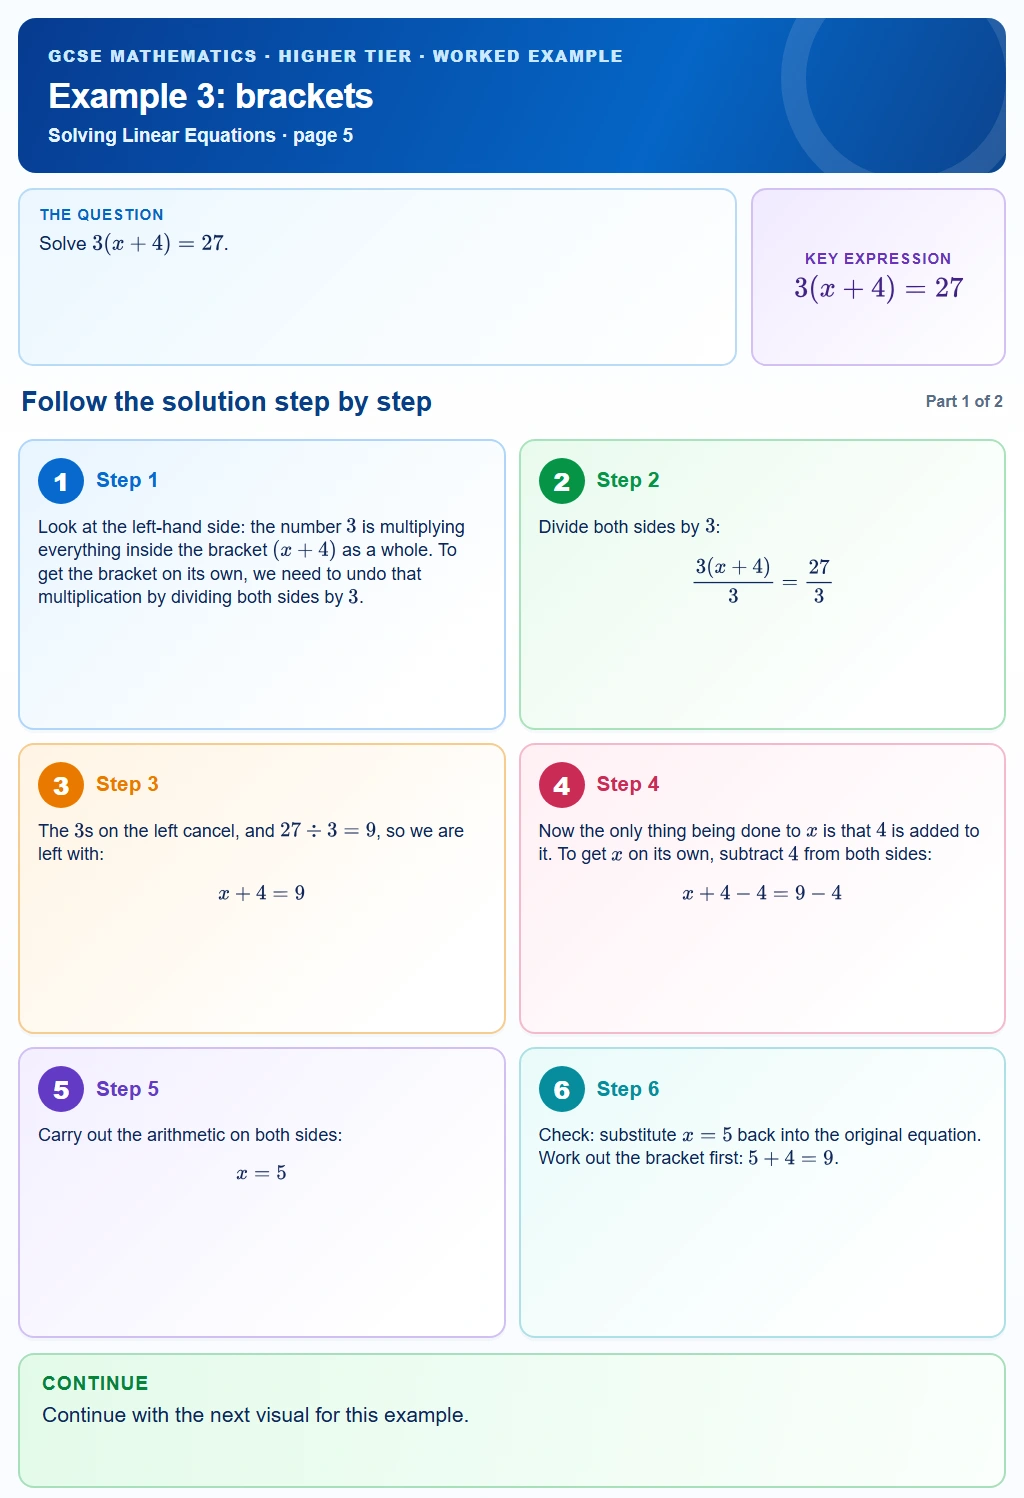 GCSE MATHEMATICS · HIGHER TIER · WORKED EXAMPLE
Example 3: brackets
Solving Linear Equations · page 5
THE QUESTION
Solve 3(x + 4) = 27.
KEY EXPRESSION
3(x + 4) = 27
Follow the solution step by step
Part 1 of 2
1 Step 1
Look at the left-hand side: the number 3 is multiplying
everything inside the bracket (x + 4) as a whole. To
get the bracket on its own, we need to undo that
multiplication by dividing both sides by 3.
2 Step 2
Divide both sides by 3:
3(x + 4)/3 = 27/3
3 Step 3
The 3s on the left cancel, and 27 ÷ 3 = 9, so we are
left with:
x + 4 = 9
4 Step 4
Now the only thing being done to x is that 4 is added to
it. To get x on its own, subtract 4 from both sides:
x + 4 − 4 = 9 − 4
5 Step 5
Carry out the arithmetic on both sides:
x = 5
6 Step 6
Check: substitute x = 5 back into the original equation.
Work out the bracket first: 5 + 4 = 9.
CONTINUE
Continue with the next visual for this example.